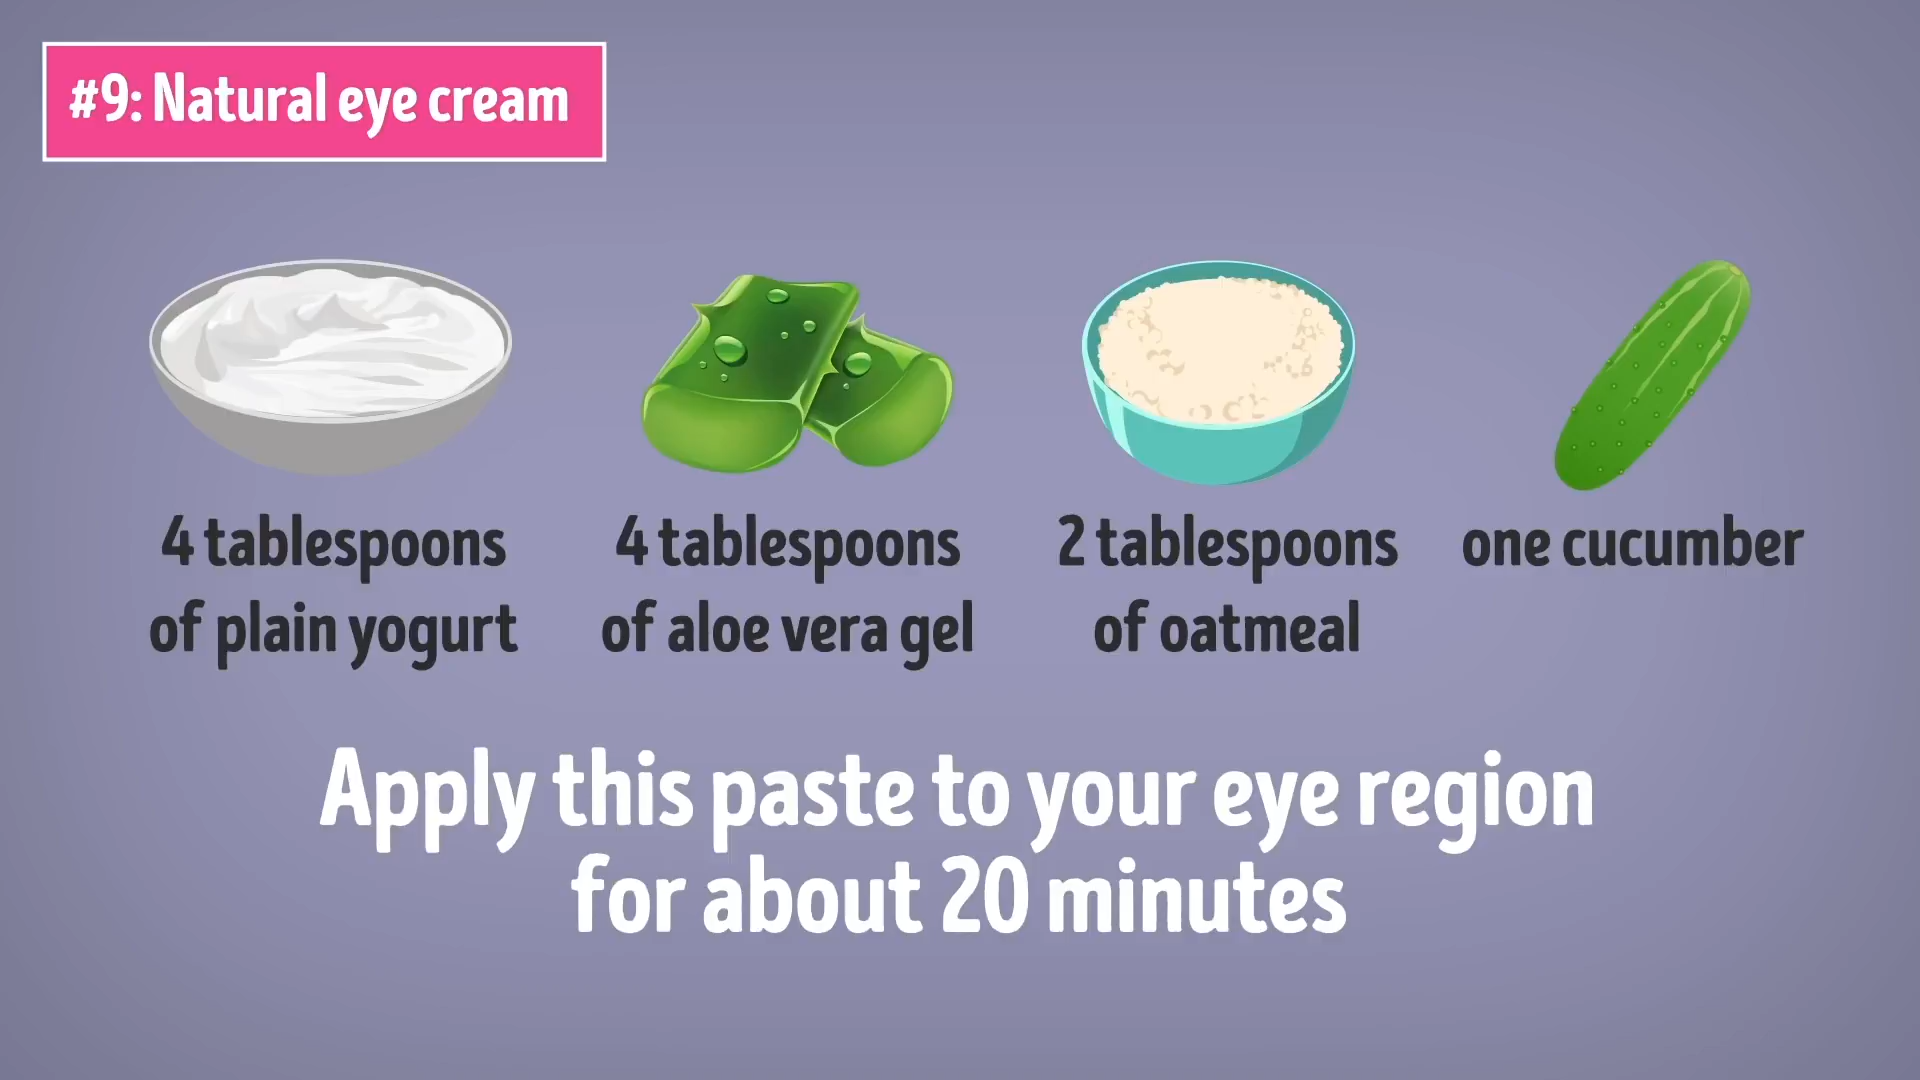 #9: Natural eye cream
4 tablespoons
of plain yogurt
4 tablespoons
of aloe vera gel
2 tablespoons
of oatmeal
one cucumber
Apply this paste to your eye region
for about 20 minutes